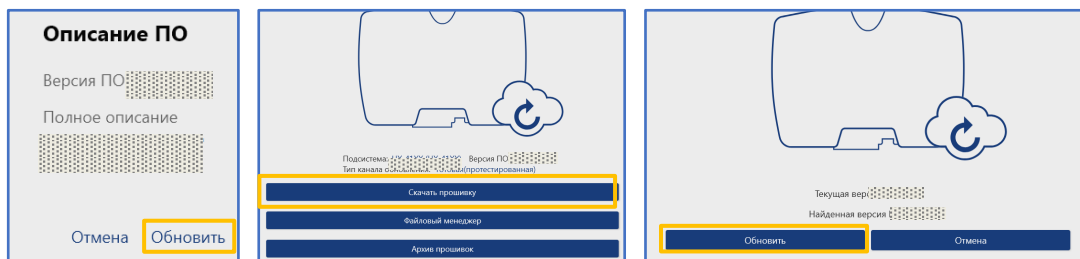 Описание ПО
Версия ПО
Полное описание
Отмена Обновить
Подсистема: Версия ПО
Тип канала (протестированная)
Скачать прошивку
Файловый менеджер
Архив прошивок
Текущая
Найденная версия
Обновить Отмена